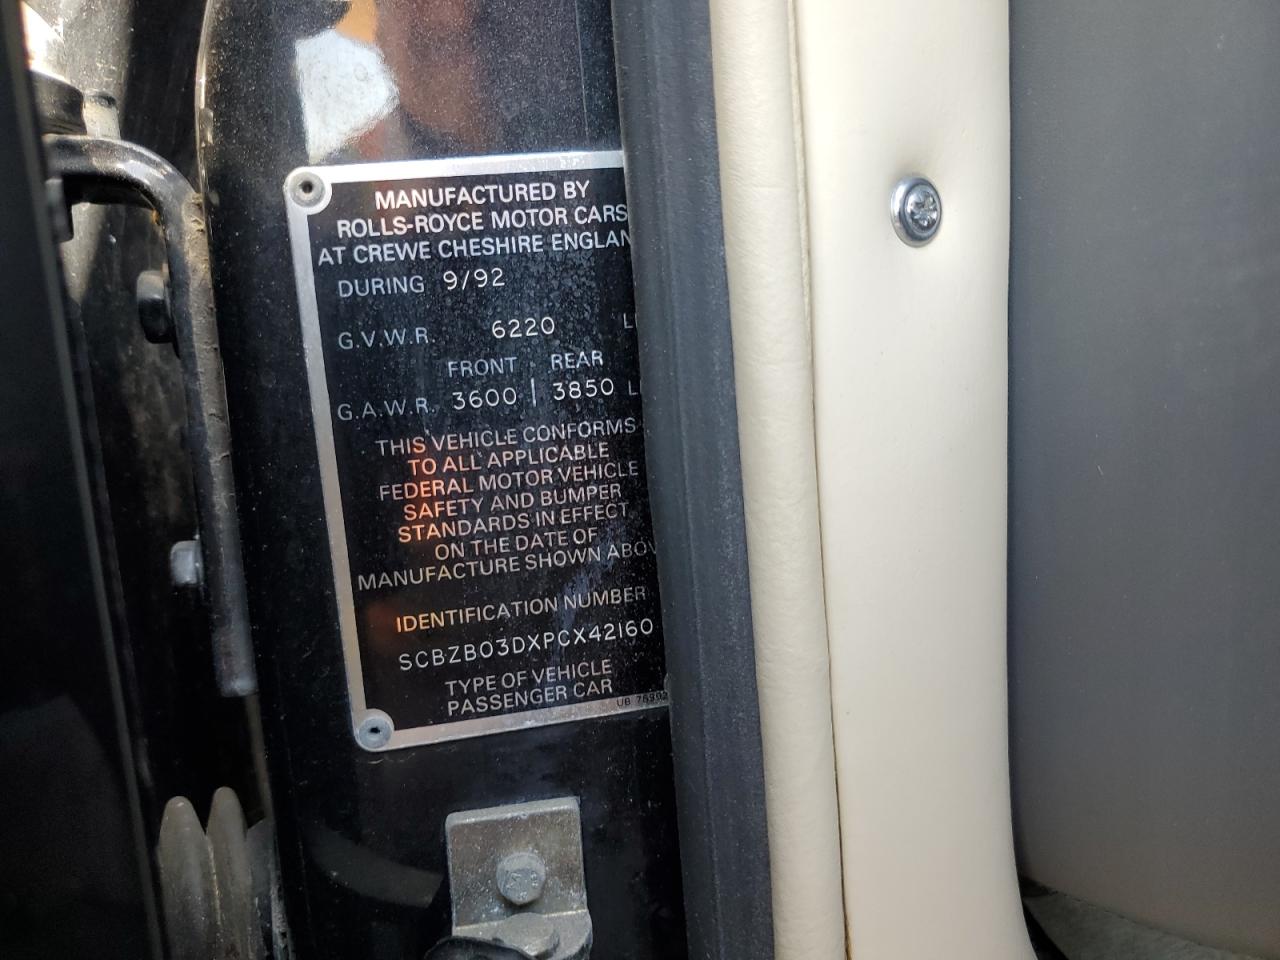 MANUFACTURED BY
ROLLS-ROYCE MOTOR CARS
AT CREWE CHESHIRE ENGLAN
DURING 9/92
G.V.W.R. 6220 L
FRONT REAR
G.A.W.R. 3600 | 3850 L
THIS VEHICLE CONFORMS
TO ALL APPLICABLE
FEDERAL MOTOR VEHICLE
SAFETY AND BUMPER
STANDARDS IN EFFECT
ON THE DATE OF
MANUFACTURE SHOWN ABOV
IDENTIFICATION NUMBER
SCBZB03DXPCX42160
TYPE OF VEHICLE
PASSENGER CAR
UB